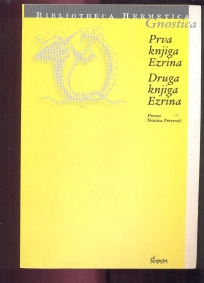 BIBLIOTHECA HERMETICA
Gnostica
Prva
knjiga
Ezrina
Druga
knjiga
Ezrina
Preveo
Novica Petrović